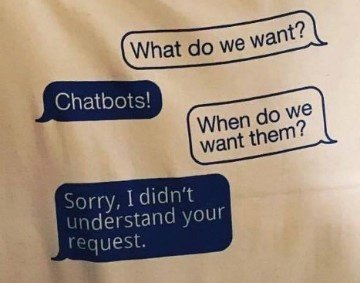 What do we want?
Chatbots!
When do we
want them?
Sorry, I didn't
understand your
request.